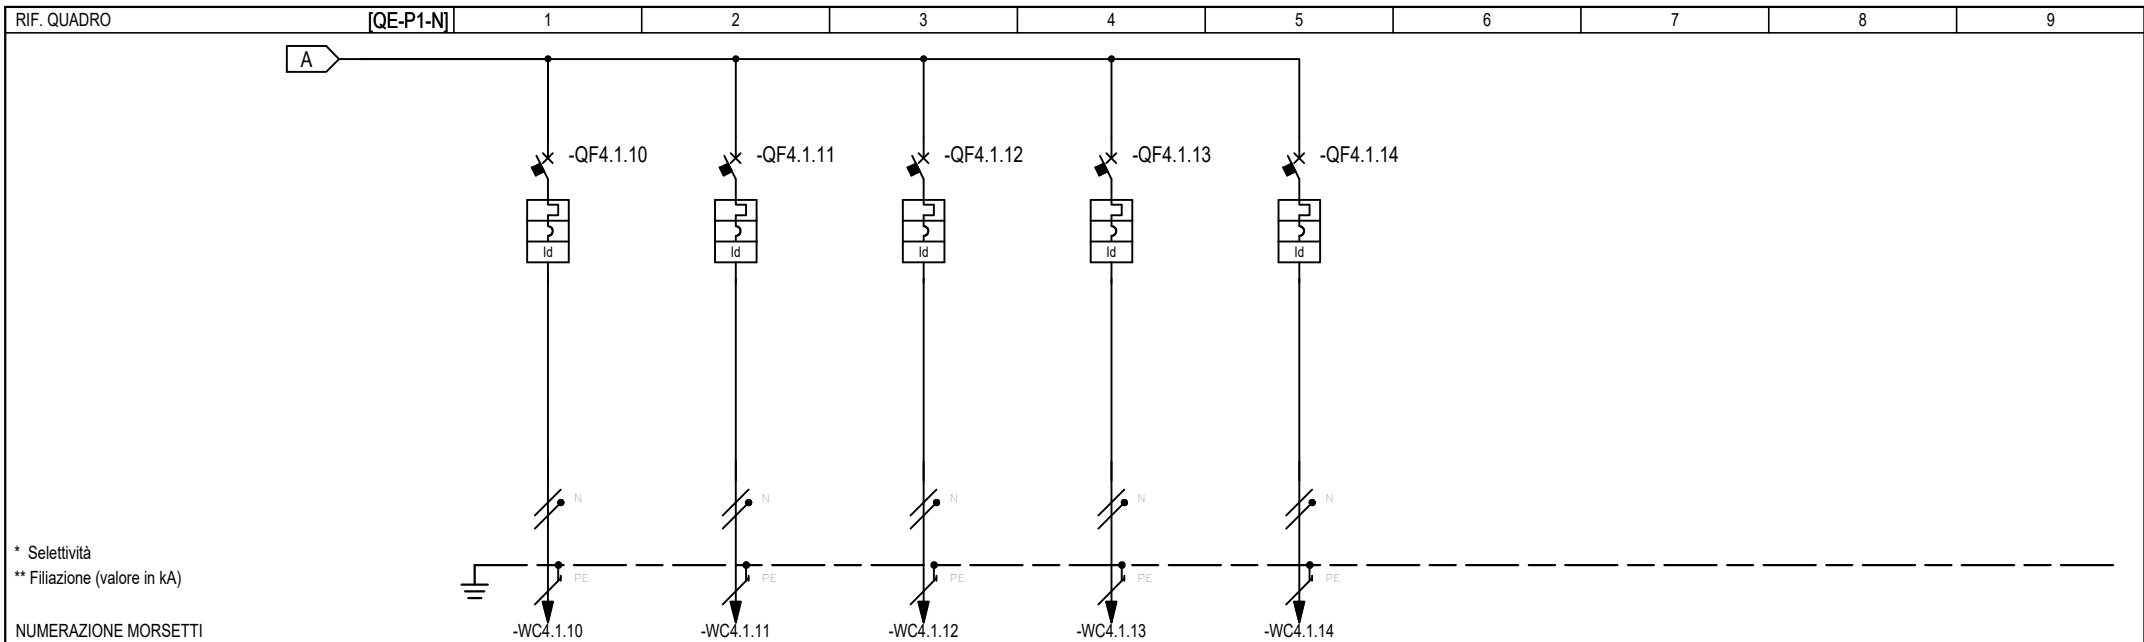 RIF. QUADRO [QE-P1-N] 1 2 3 4 5 6 7 8 9
A
-QF4.1.10 -QF4.1.11 -QF4.1.12 -QF4.1.13 -QF4.1.14
Id Id Id Id Id
N N N N N
* Selettività
** Filiazione (valore in kA)
PE PE PE PE PE
NUMERAZIONE MORSETTI -WC4.1.10 -WC4.1.11 -WC4.1.12 -WC4.1.13 -WC4.1.14